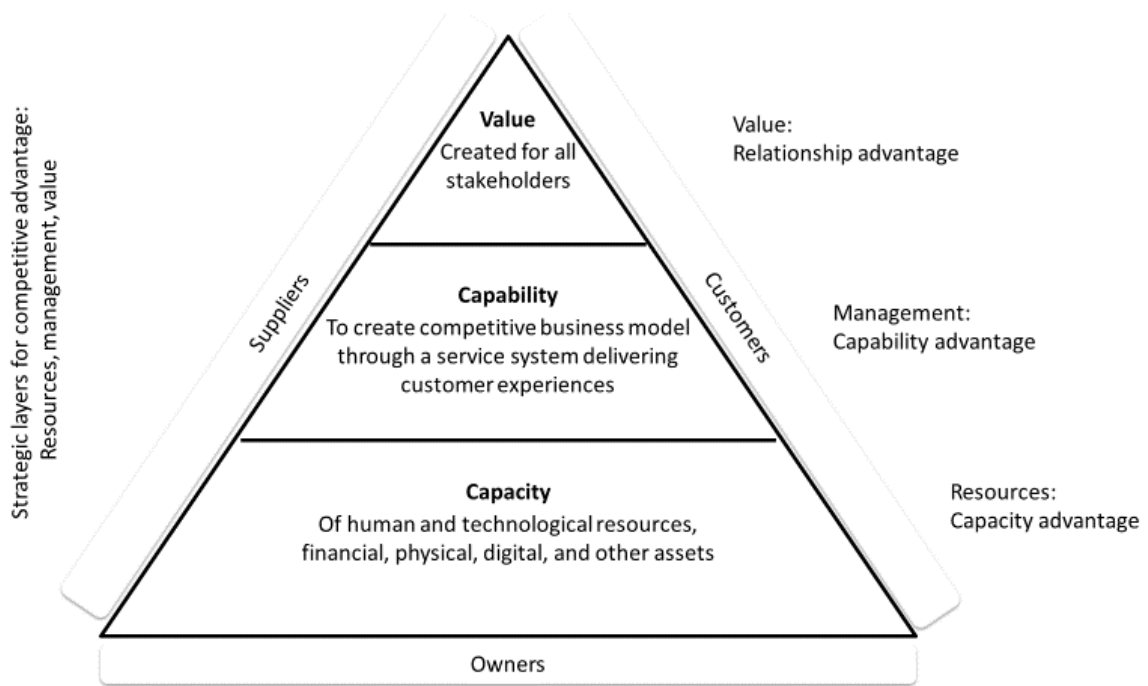 Strategic layers for competitive advantage:
Resources, management, value
Value
Created for all
stakeholders
Value:
Relationship advantage
Suppliers
Customers
Capability
To create competitive business model
through a service system delivering
customer experiences
Management:
Capability advantage
Capacity
Of human and technological resources,
financial, physical, digital, and other assets
Resources:
Capacity advantage
Owners